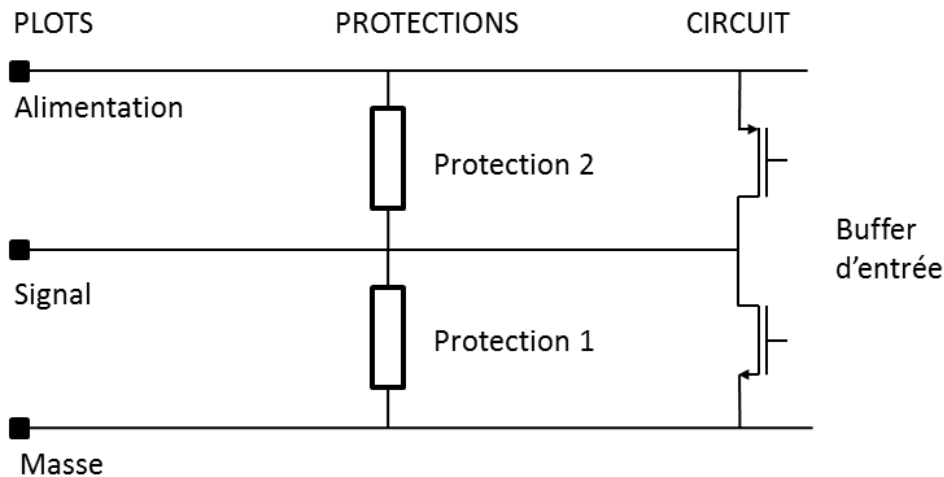 PLOTS PROTECTIONS CIRCUIT
Alimentation
Protection 2
Buffer
d'entrée
Signal
Protection 1
Masse